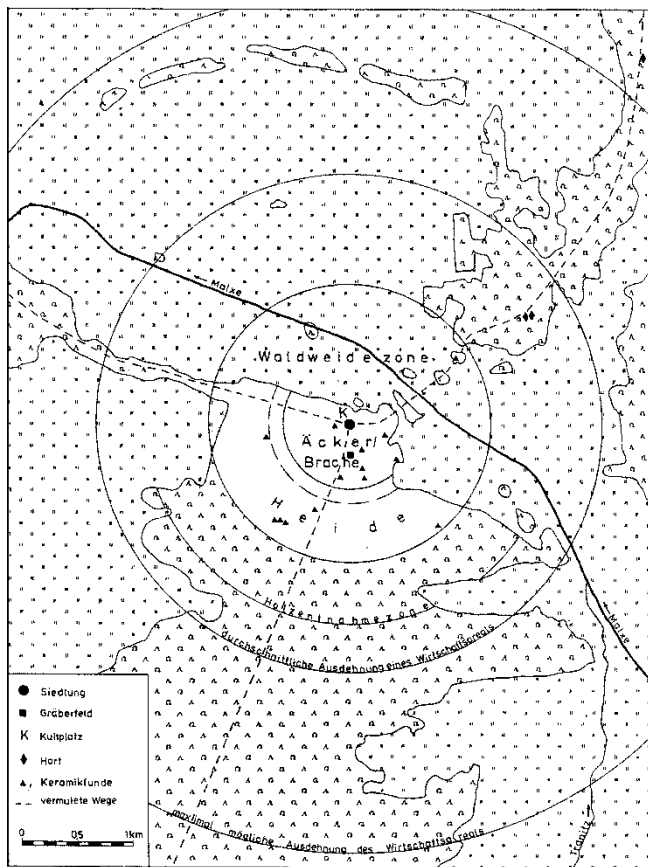 Malxe
Waldweidezone
K
Äcker/
Brache
Heide
Holzentnahmezone
durchschnittliche Ausdehnung eines Wirtschaftsareals
Malxe
Tranitz
maximal mögliche Ausdehnung des Wirtschaftsareals
Siedlung
Gräberfeld
K Kultplatz
Hort
Keramikfunde
vermutete Wege
0 0,5 1km